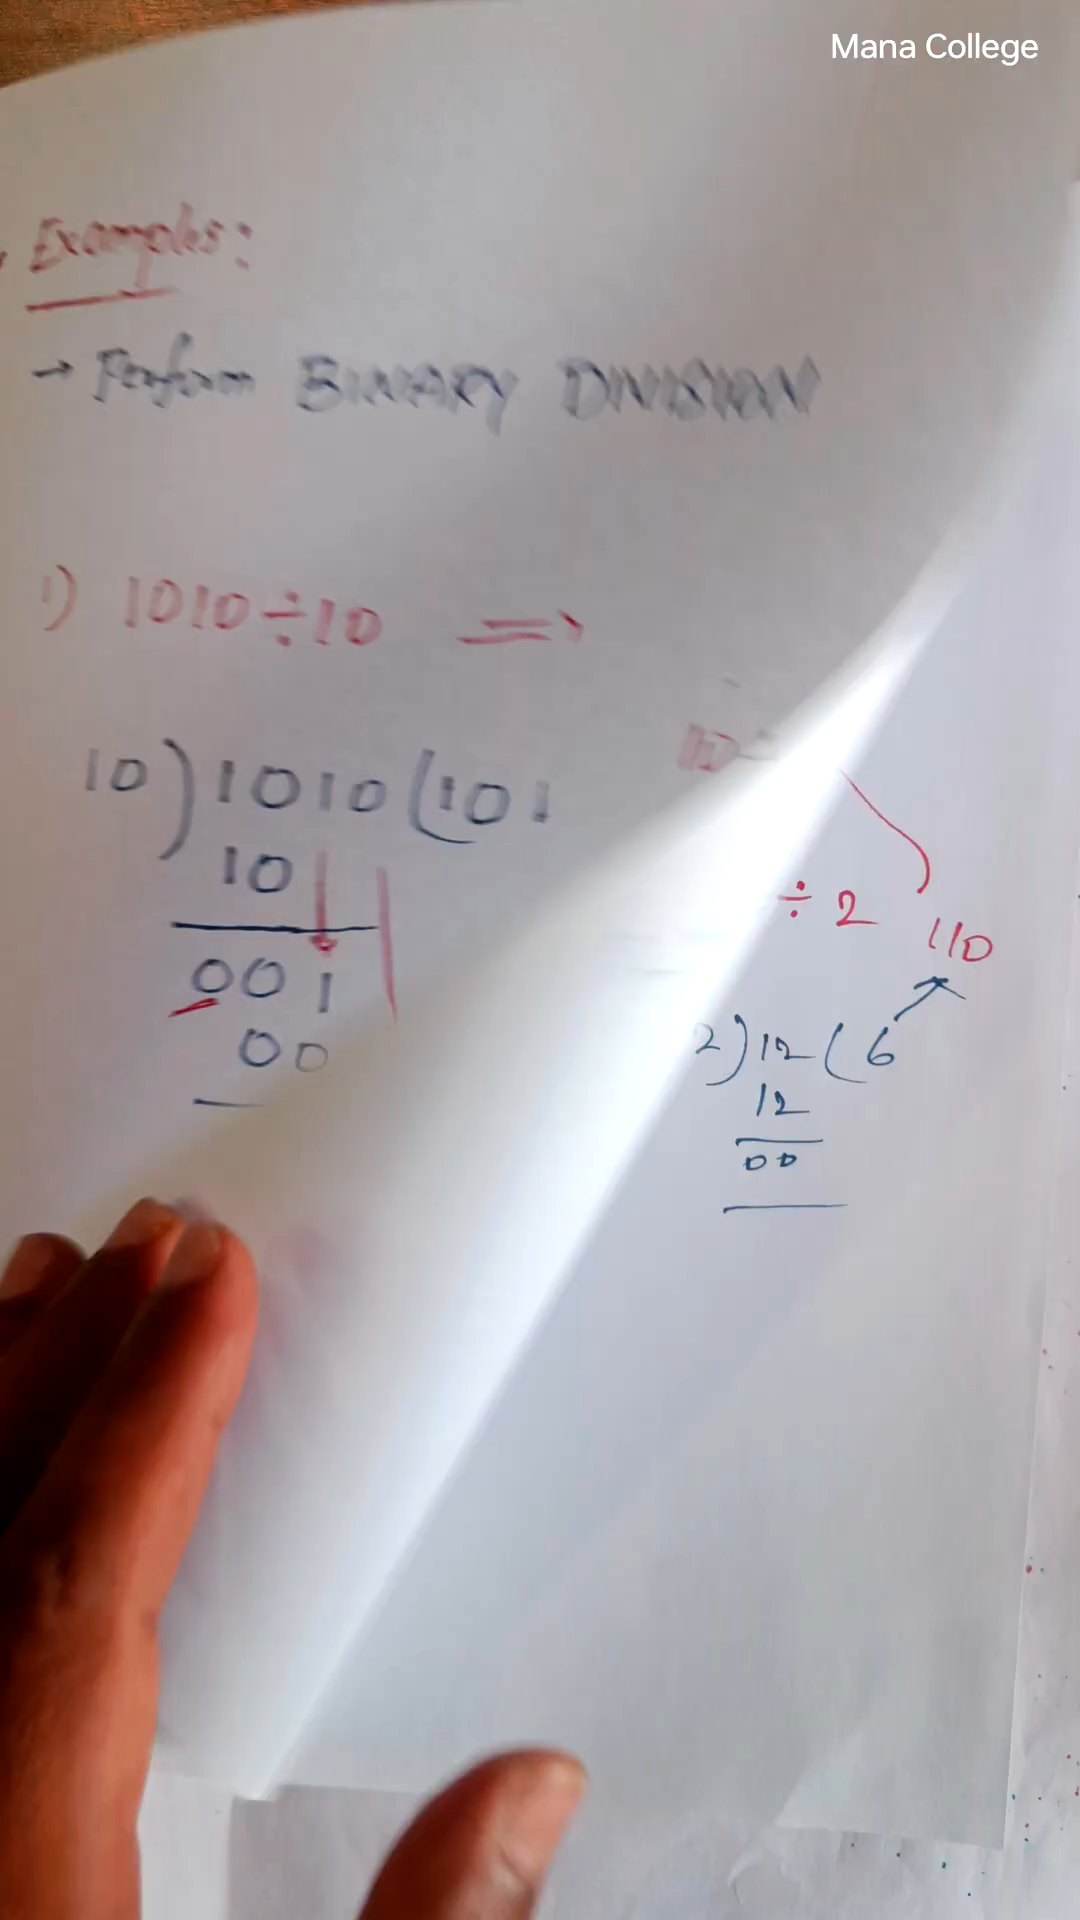 Mana College
Examples:
→ Perform BINARY DIVISION
1) 1010÷10 =>
10)1010(101
10
001
00
÷ 2
110
2)12(6
12
00